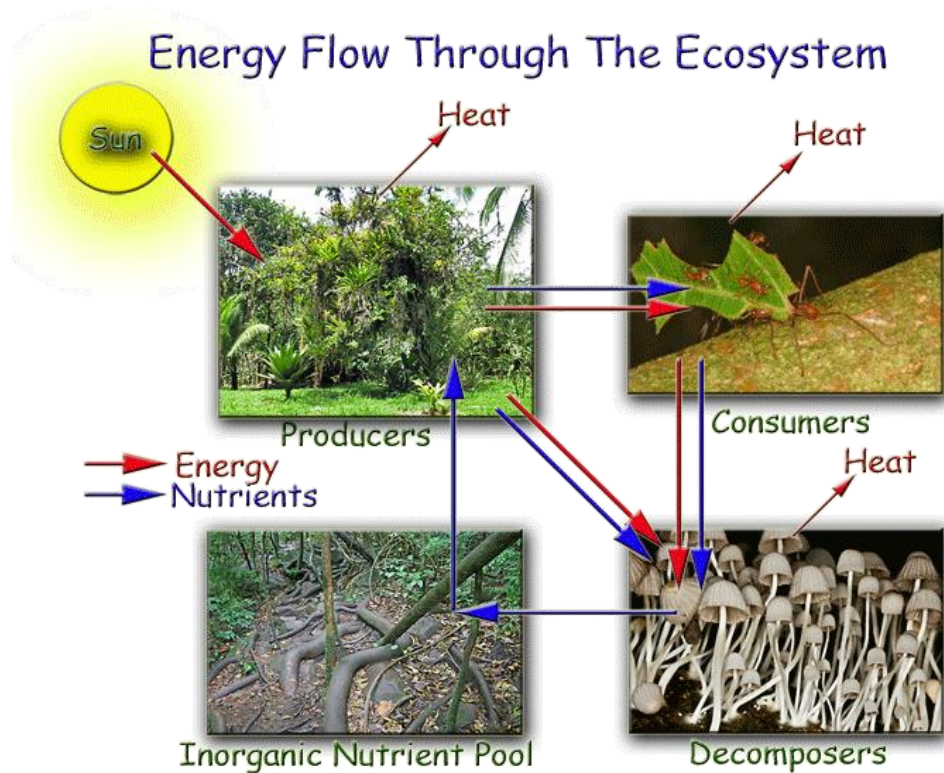 Energy Flow Through The Ecosystem
Sun
Heat
Heat
Producers
Consumers
Energy
Nutrients
Heat
Inorganic Nutrient Pool
Decomposers